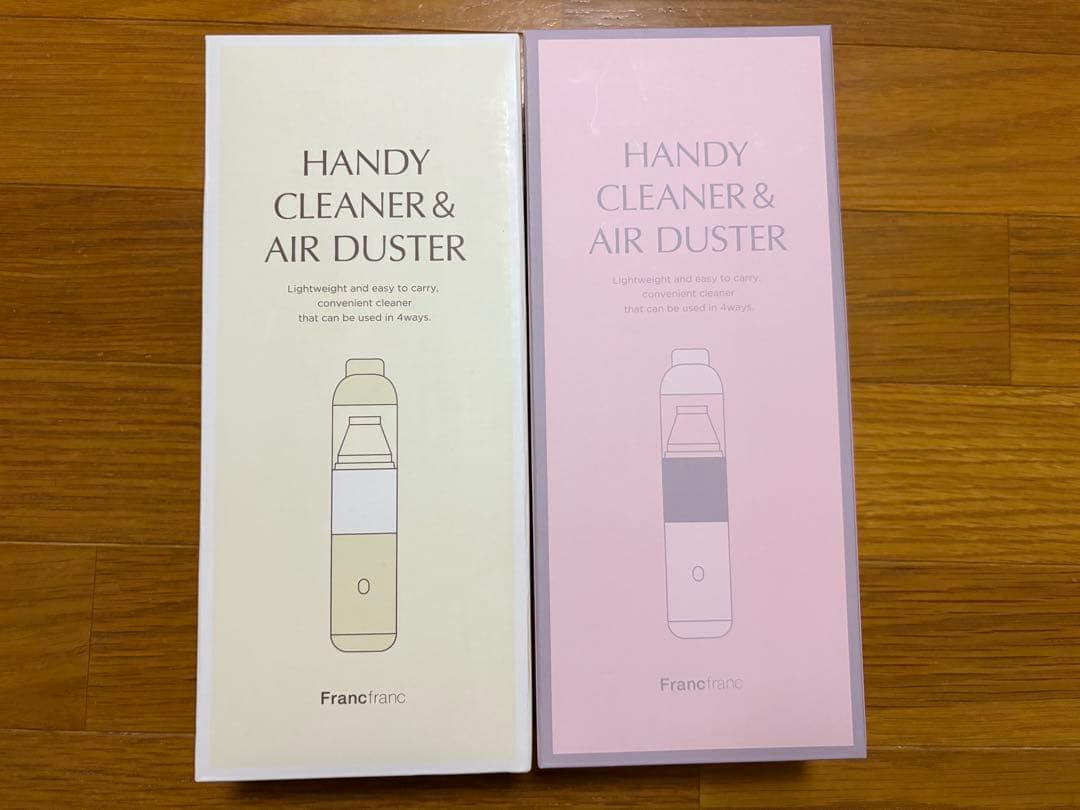 HANDY
CLEANER &
AIR DUSTER
Lightweight and easy to carry,
convenient cleaner
that can be used in 4ways.
Francfranc
HANDY
CLEANER &
AIR DUSTER
Lightweight and easy to carry,
convenient cleaner
that can be used in 4ways.
Francfranc